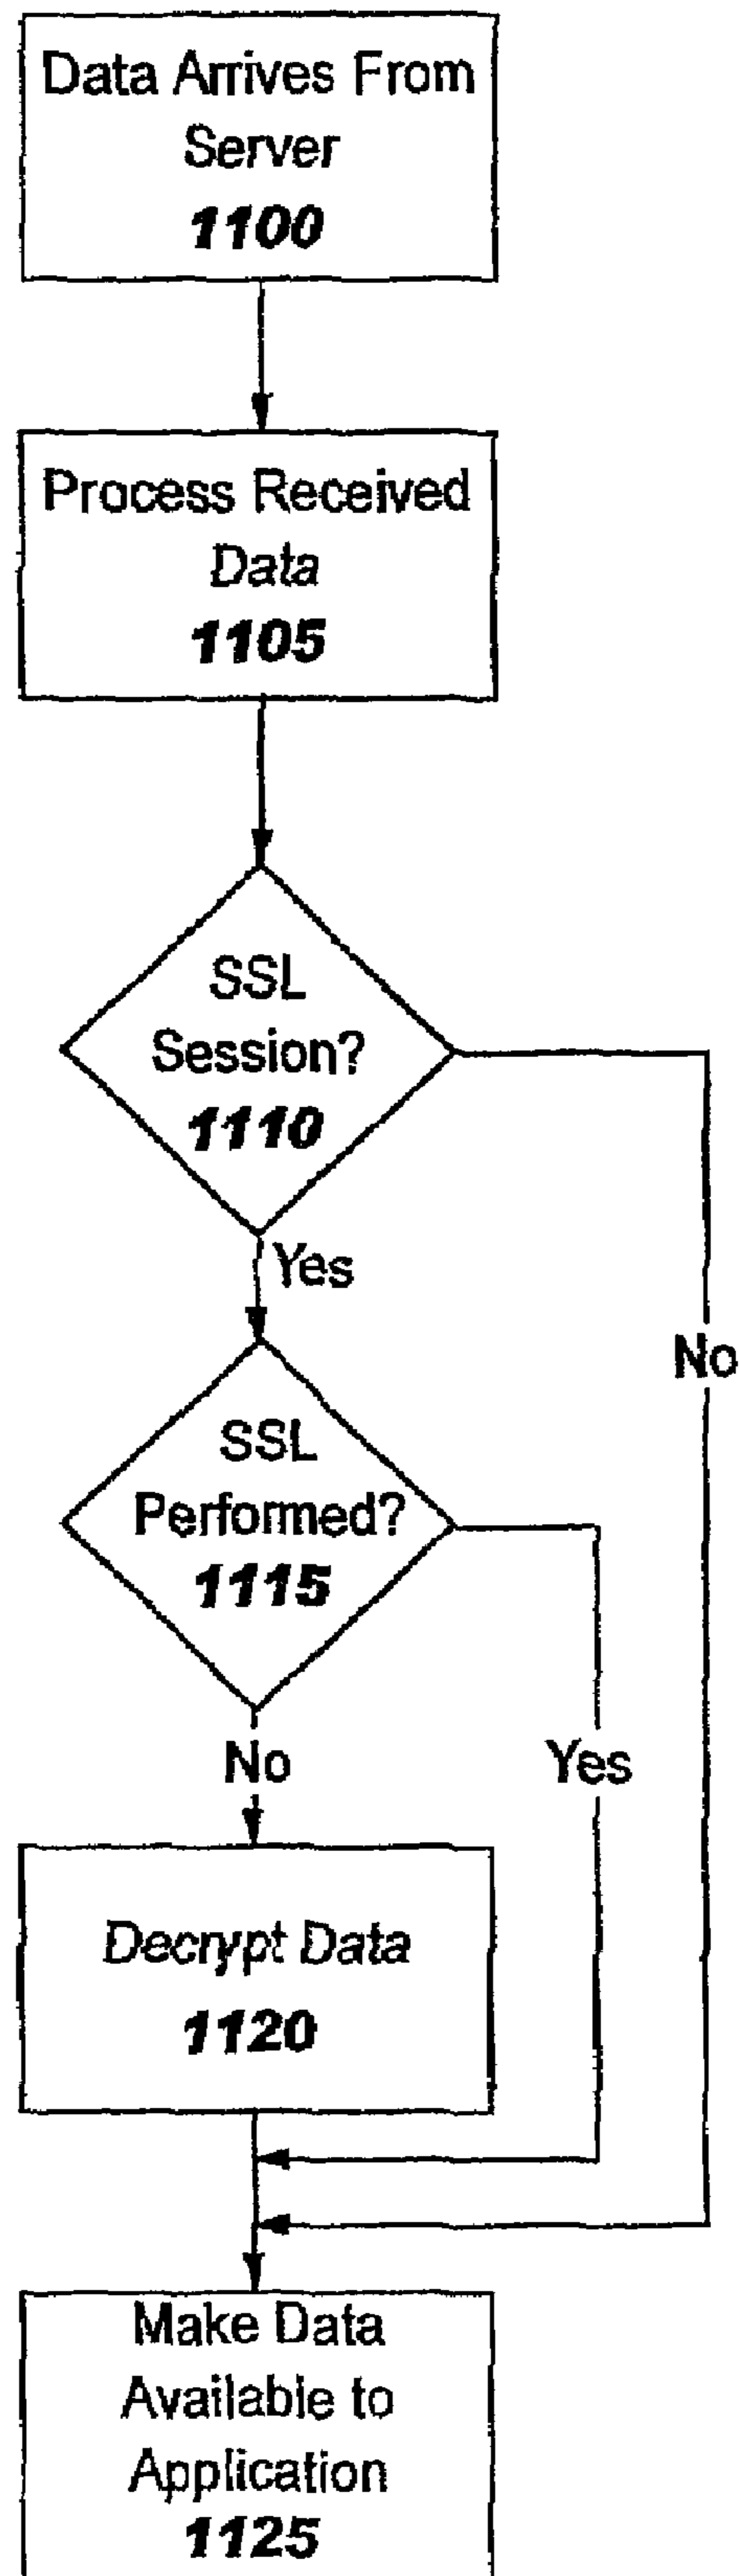 Data Arrives From
Server
1100
Process Received
Data
1105
SSL
Session?
1110
Yes
No
SSL
Performed?
1115
No
Yes
Decrypt Data
1120
Make Data
Available to
Application
1125